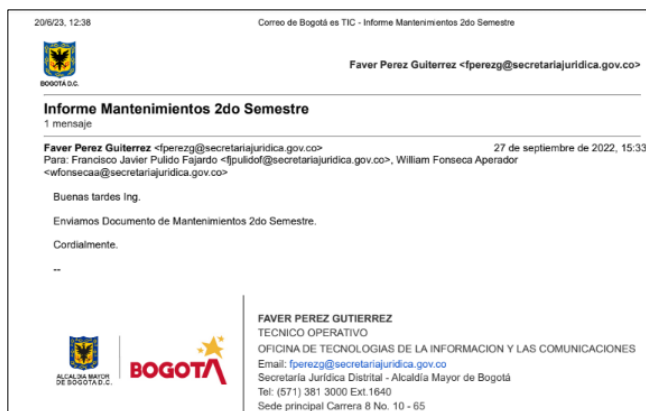 20/6/23, 12:38
Correo de Bogotá es TIC - Informe Mantenimientos 2do Semestre
BOGOTÁ D.C.
Faver Perez Guiterrez <fperezg@secretariajuridica.gov.co>
Informe Mantenimientos 2do Semestre
1 mensaje
Faver Perez Guiterrez <fperezg@secretariajuridica.gov.co>
27 de septiembre de 2022, 15:33
Para: Francisco Javier Pulido Fajardo <fjpulidof@secretariajuridica.gov.co>, William Fonseca Aperador
<wfonsecaa@secretariajuridica.gov.co>
Buenas tardes Ing.
Enviamos Documento de Mantenimientos 2do Semestre.
Cordialmente.
--
ALCALDÍA MAYOR
DE BOGOTÁ D.C.
BOGOTÁ
FAVER PEREZ GUTIERREZ
TECNICO OPERATIVO
OFICINA DE TECNOLOGIAS DE LA INFORMACION Y LAS COMUNICACIONES
Email: fperezg@secretariajuridica.gov.co
Secretaría Jurídica Distrital - Alcaldía Mayor de Bogotá
Tel: (571) 381 3000 Ext.1640
Sede principal Carrera 8 No. 10 - 65